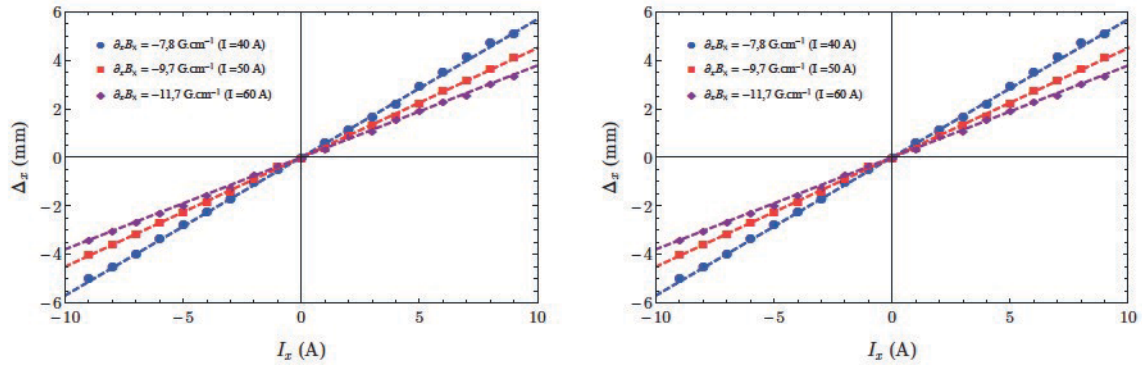 6
4
2
0
−2
−4
−6
Δx (mm)
∂xBx = −7,8 G.cm⁻¹ (I =40 A)
∂xBx = −9,7 G.cm⁻¹ (I =50 A)
∂xBx = −11,7 G.cm⁻¹ (I =60 A)
−10
−5
0
5
10
Ix (A)
6
4
2
0
−2
−4
−6
Δx (mm)
∂xBx = −7,8 G.cm⁻¹ (I =40 A)
∂xBx = −9,7 G.cm⁻¹ (I =50 A)
∂xBx = −11,7 G.cm⁻¹ (I =60 A)
−10
−5
0
5
10
Ix (A)